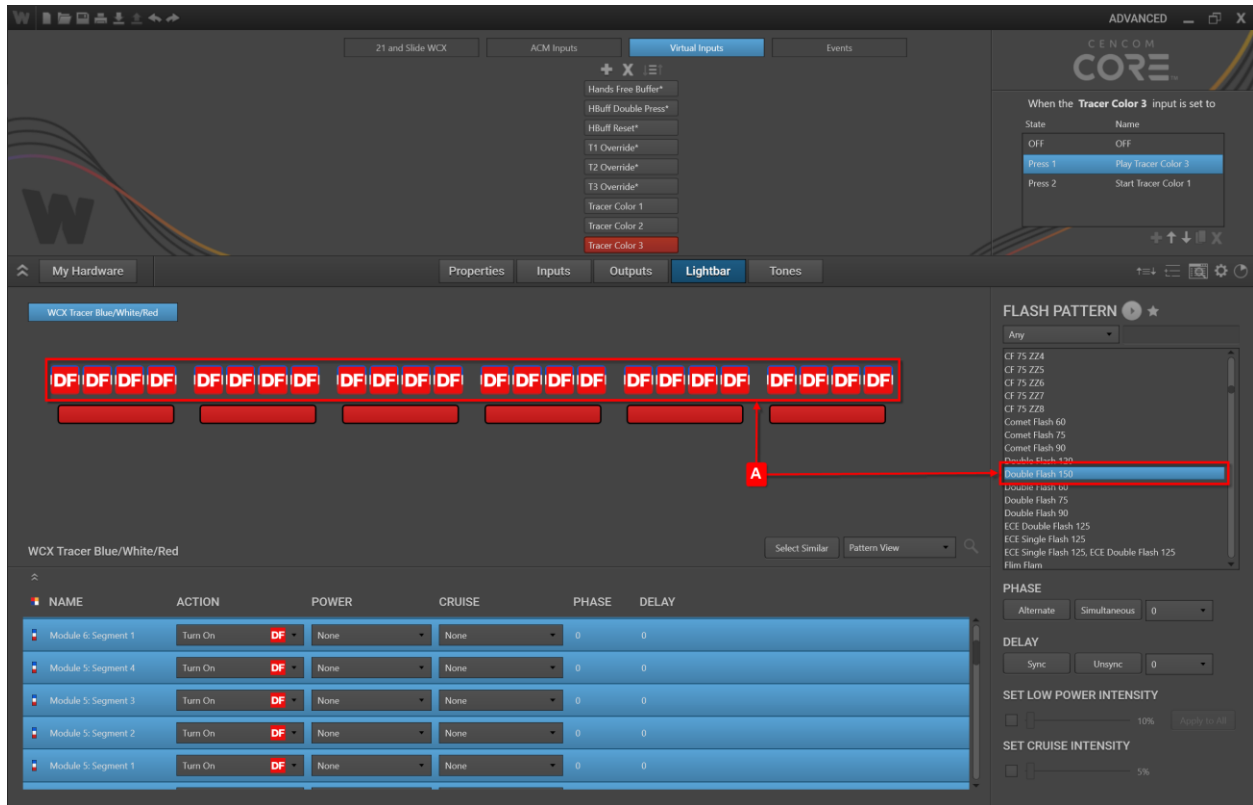 W
ADVANCED
21 and Slide WCX ACM Inputs Virtual Inputs Events
Hands Free Buffer*
HBuff Double Press*
HBuff Reset*
T1 Override*
T2 Override*
T3 Override*
Tracer Color 1
Tracer Color 2
Tracer Color 3
W
CENCOM
CORE
When the Tracer Color 3 input is set to
State Name
OFF OFF
Press 1 Play Tracer Color 3
Press 2 Start Tracer Color 1
My Hardware Properties Inputs Outputs Lightbar Tones
WCX Tracer Blue/White/Red
DF DF DF DF DF DF DF DF DF DF DF DF DF DF DF DF DF DF DF DF DF DF DF DF
A
FLASH PATTERN
Any
CF 75 ZZ4
CF 75 ZZ5
CF 75 ZZ6
CF 75 ZZ7
CF 75 ZZ8
Comet Flash 60
Comet Flash 75
Comet Flash 90
Double Flash 120
Double Flash 150
Double Flash 60
Double Flash 75
Double Flash 90
ECE Double Flash 125
ECE Single Flash 125
ECE Single Flash 125, ECE Double Flash 125
Flim Flam
WCX Tracer Blue/White/Red
Select Similar Pattern View
NAME ACTION POWER CRUISE PHASE DELAY
Module 6: Segment 1 Turn On DF None None 0 0
Module 5: Segment 4 Turn On DF None None 0 0
Module 5: Segment 3 Turn On DF None None 0 0
Module 5: Segment 2 Turn On DF None None 0 0
Module 5: Segment 1 Turn On DF None None 0 0
PHASE
Alternate Simultaneous 0
DELAY
Sync Unsync 0
SET LOW POWER INTENSITY
10% Apply to All
SET CRUISE INTENSITY
5%